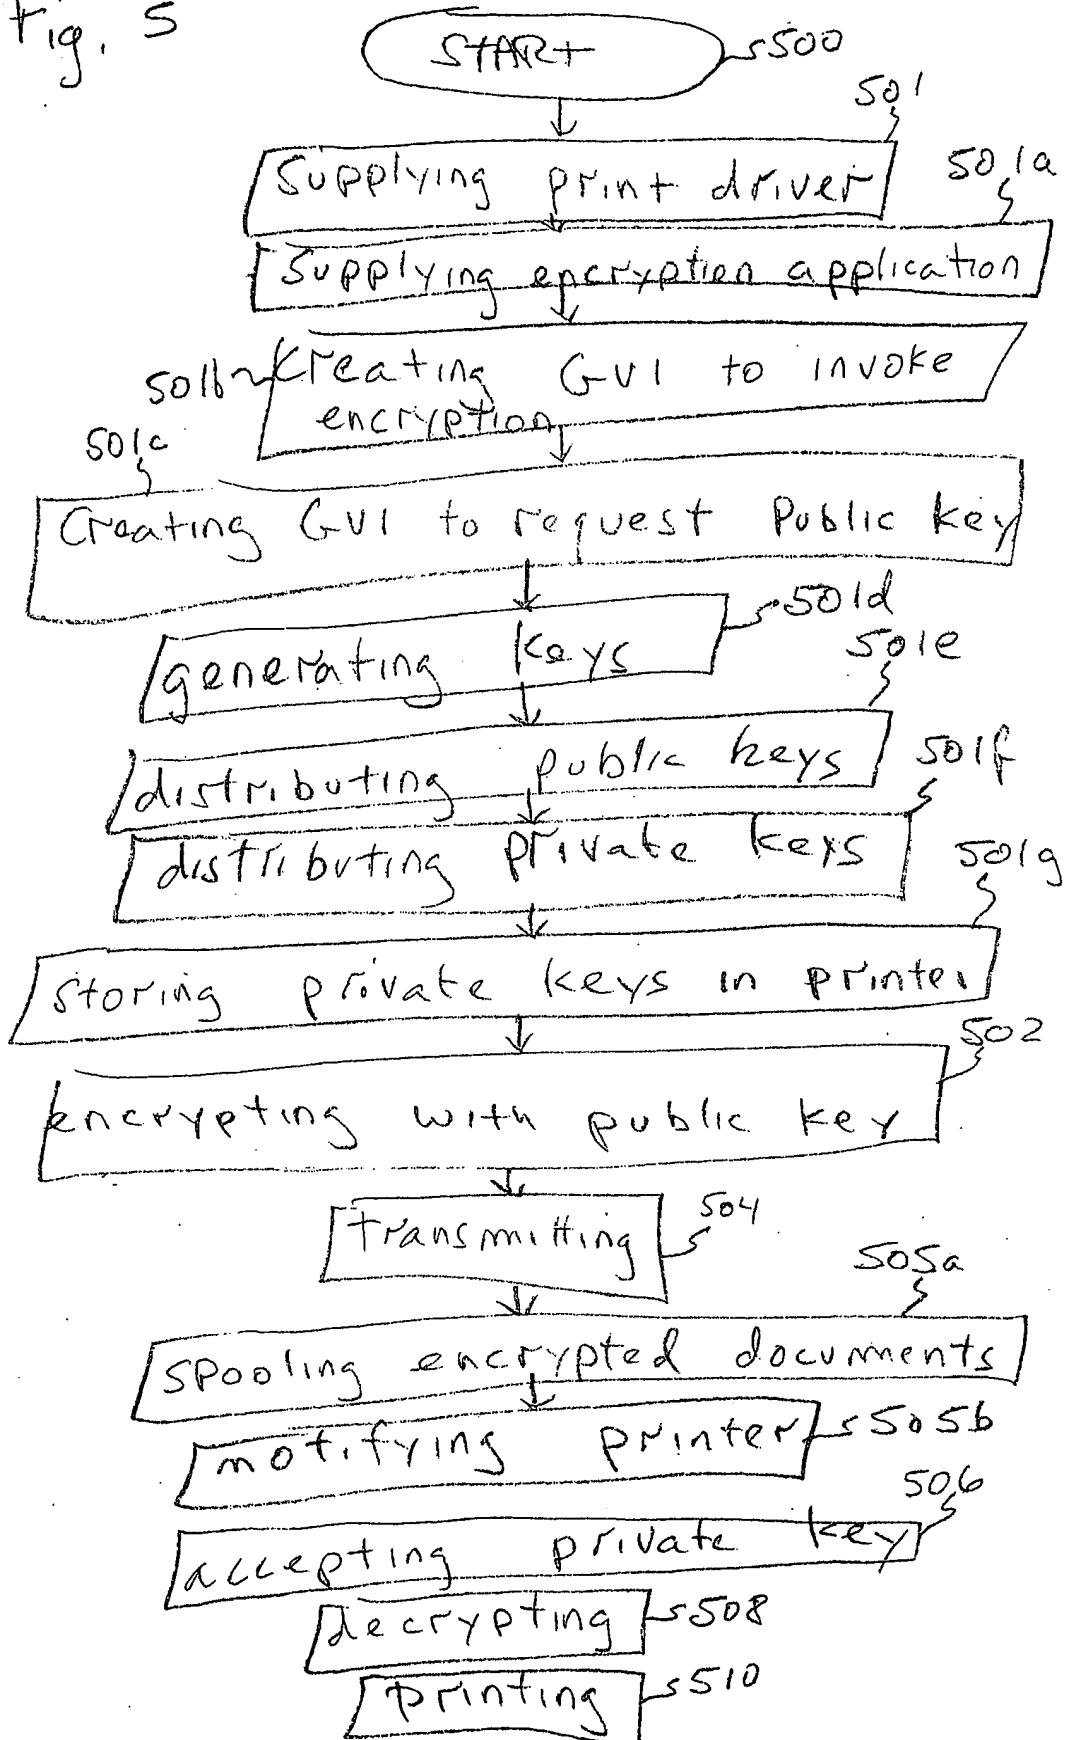 Fig. 5
START
500
501
Supplying print driver
501a
Supplying encryption application
501b
Creating GUI to invoke
encryption
501c
Creating GUI to request Public key
501d
generating keys
501e
distributing public keys
501f
distributing private keys
501g
storing private keys in printer
502
encrypting with public key
504
transmitting
505a
spooling encrypted documents
notifying printer
505b
506
accepting private key
decrypting
508
printing
510